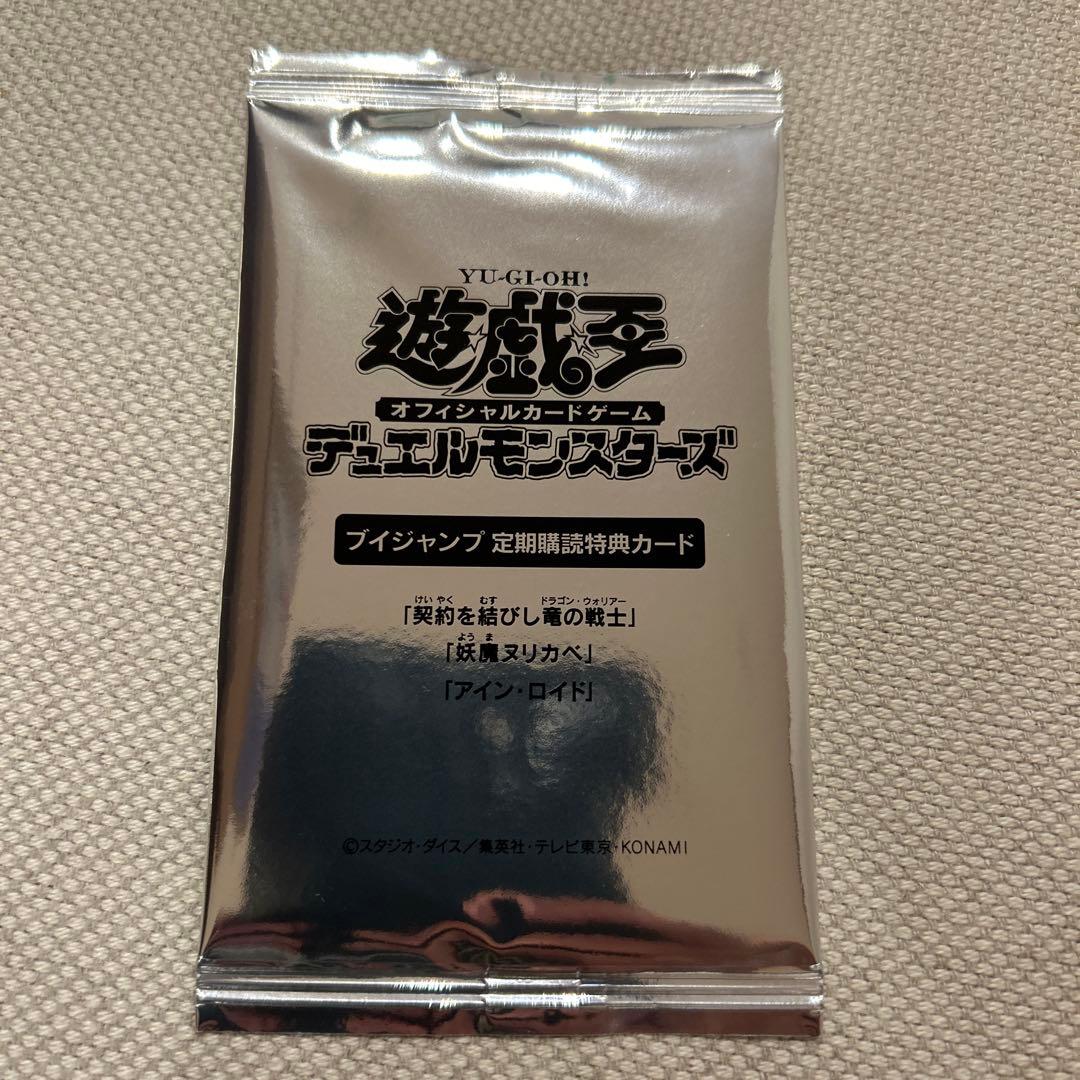 YU-GI-OH!
遊戯王
オフィシャルカードゲーム
デュエルモンスターズ
ブイジャンプ 定期購読特典カード
けいやく むす ドラゴン・ウォリアー
「契約を結びし竜の戦士」
ようま
「妖魔ヌリカベ」
「アイン・ロイド」
©スタジオ・ダイス／集英社・テレビ東京・KONAMI